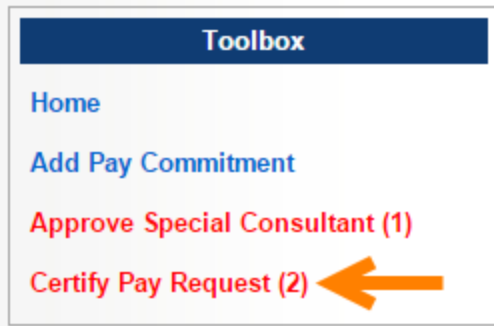 Toolbox
Home
Add Pay Commitment
Approve Special Consultant (1)
Certify Pay Request (2)